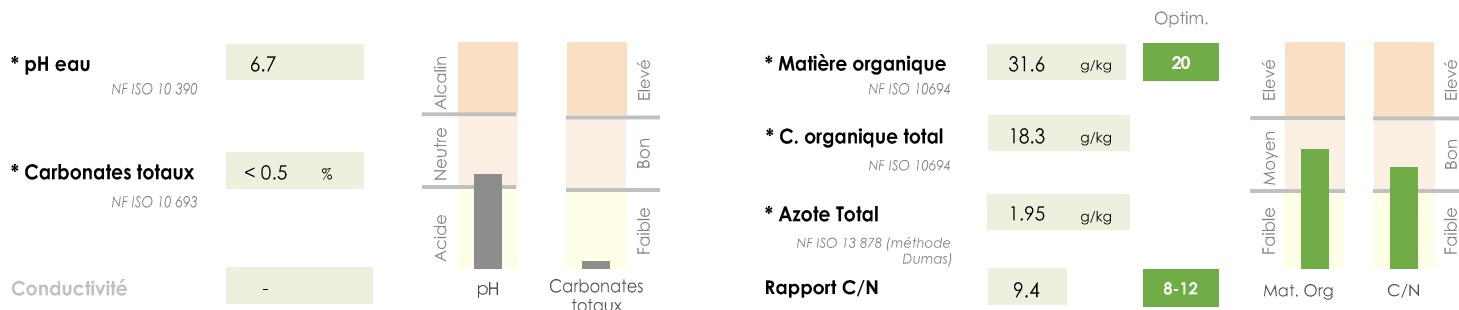 Optim.
* pH eau
6.7
NF ISO 10 390
* Carbonates totaux
< 0.5 %
NF ISO 10 693
Conductivité
-
Alcalin
Neutre
Acide
pH
Elevé
Bon
Faible
Carbonates
totaux
* Matière organique
31.6 g/kg
20
NF ISO 10694
* C. organique total
18.3 g/kg
NF ISO 10694
* Azote Total
1.95 g/kg
NF ISO 13 878 (méthode
Dumas)
Rapport C/N
9.4
8-12
Elevé
Moyen
Faible
Mat. Org
Elevé
Bon
Faible
C/N